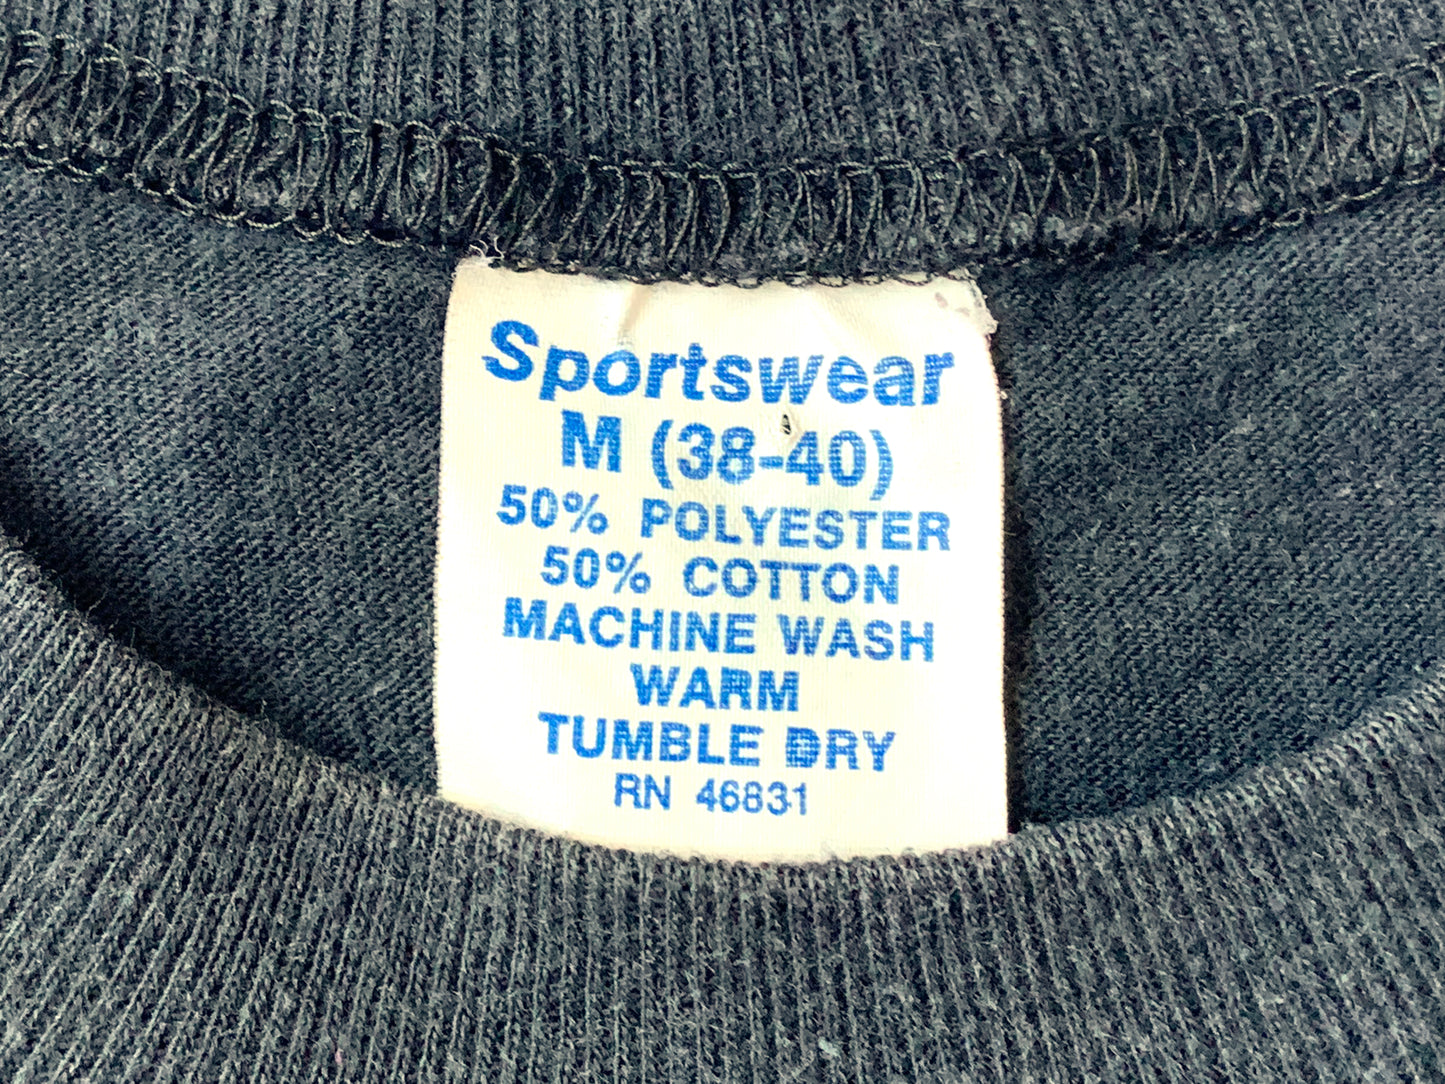 Sportswear
M (38-40)
50% POLYESTER
50% COTTON
MACHINE WASH
WARM
TUMBLE DRY
RN 46831